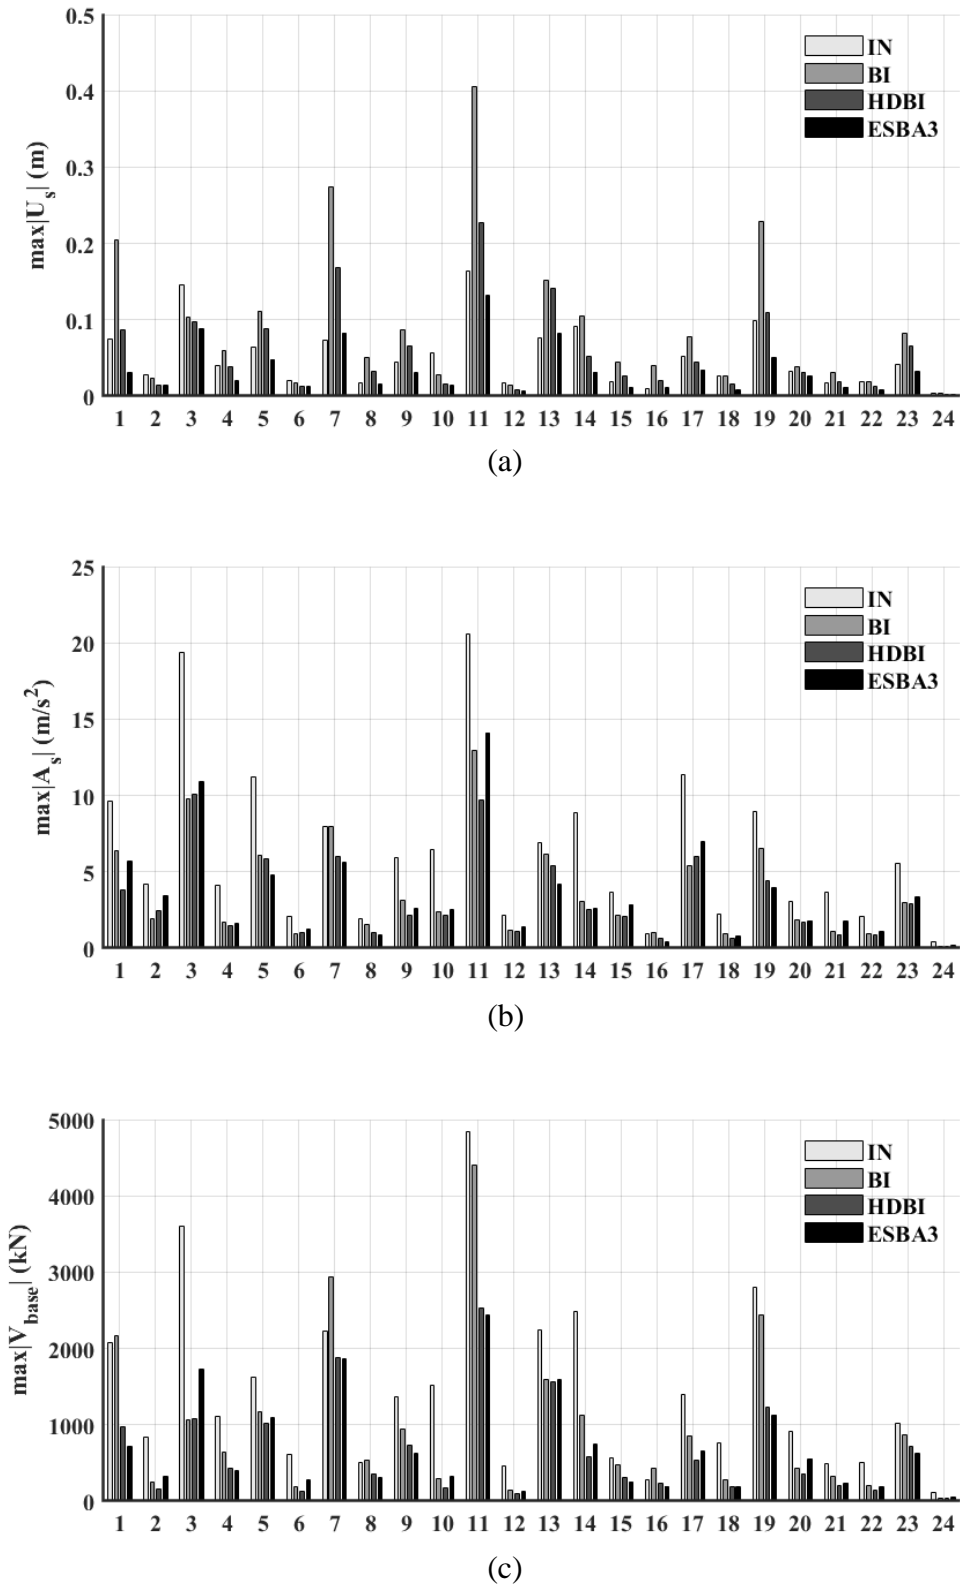 max|U_s| (m)
0.5
0.4
0.3
0.2
0.1
0
IN
BI
HDBI
ESBA3
1 2 3 4 5 6 7 8 9 10 11 12 13 14 15 16 17 18 19 20 21 22 23 24
(a)
max|A_s| (m/s²)
25
20
15
10
5
0
IN
BI
HDBI
ESBA3
1 2 3 4 5 6 7 8 9 10 11 12 13 14 15 16 17 18 19 20 21 22 23 24
(b)
max|V_base| (kN)
5000
4000
3000
2000
1000
0
IN
BI
HDBI
ESBA3
1 2 3 4 5 6 7 8 9 10 11 12 13 14 15 16 17 18 19 20 21 22 23 24
(c)